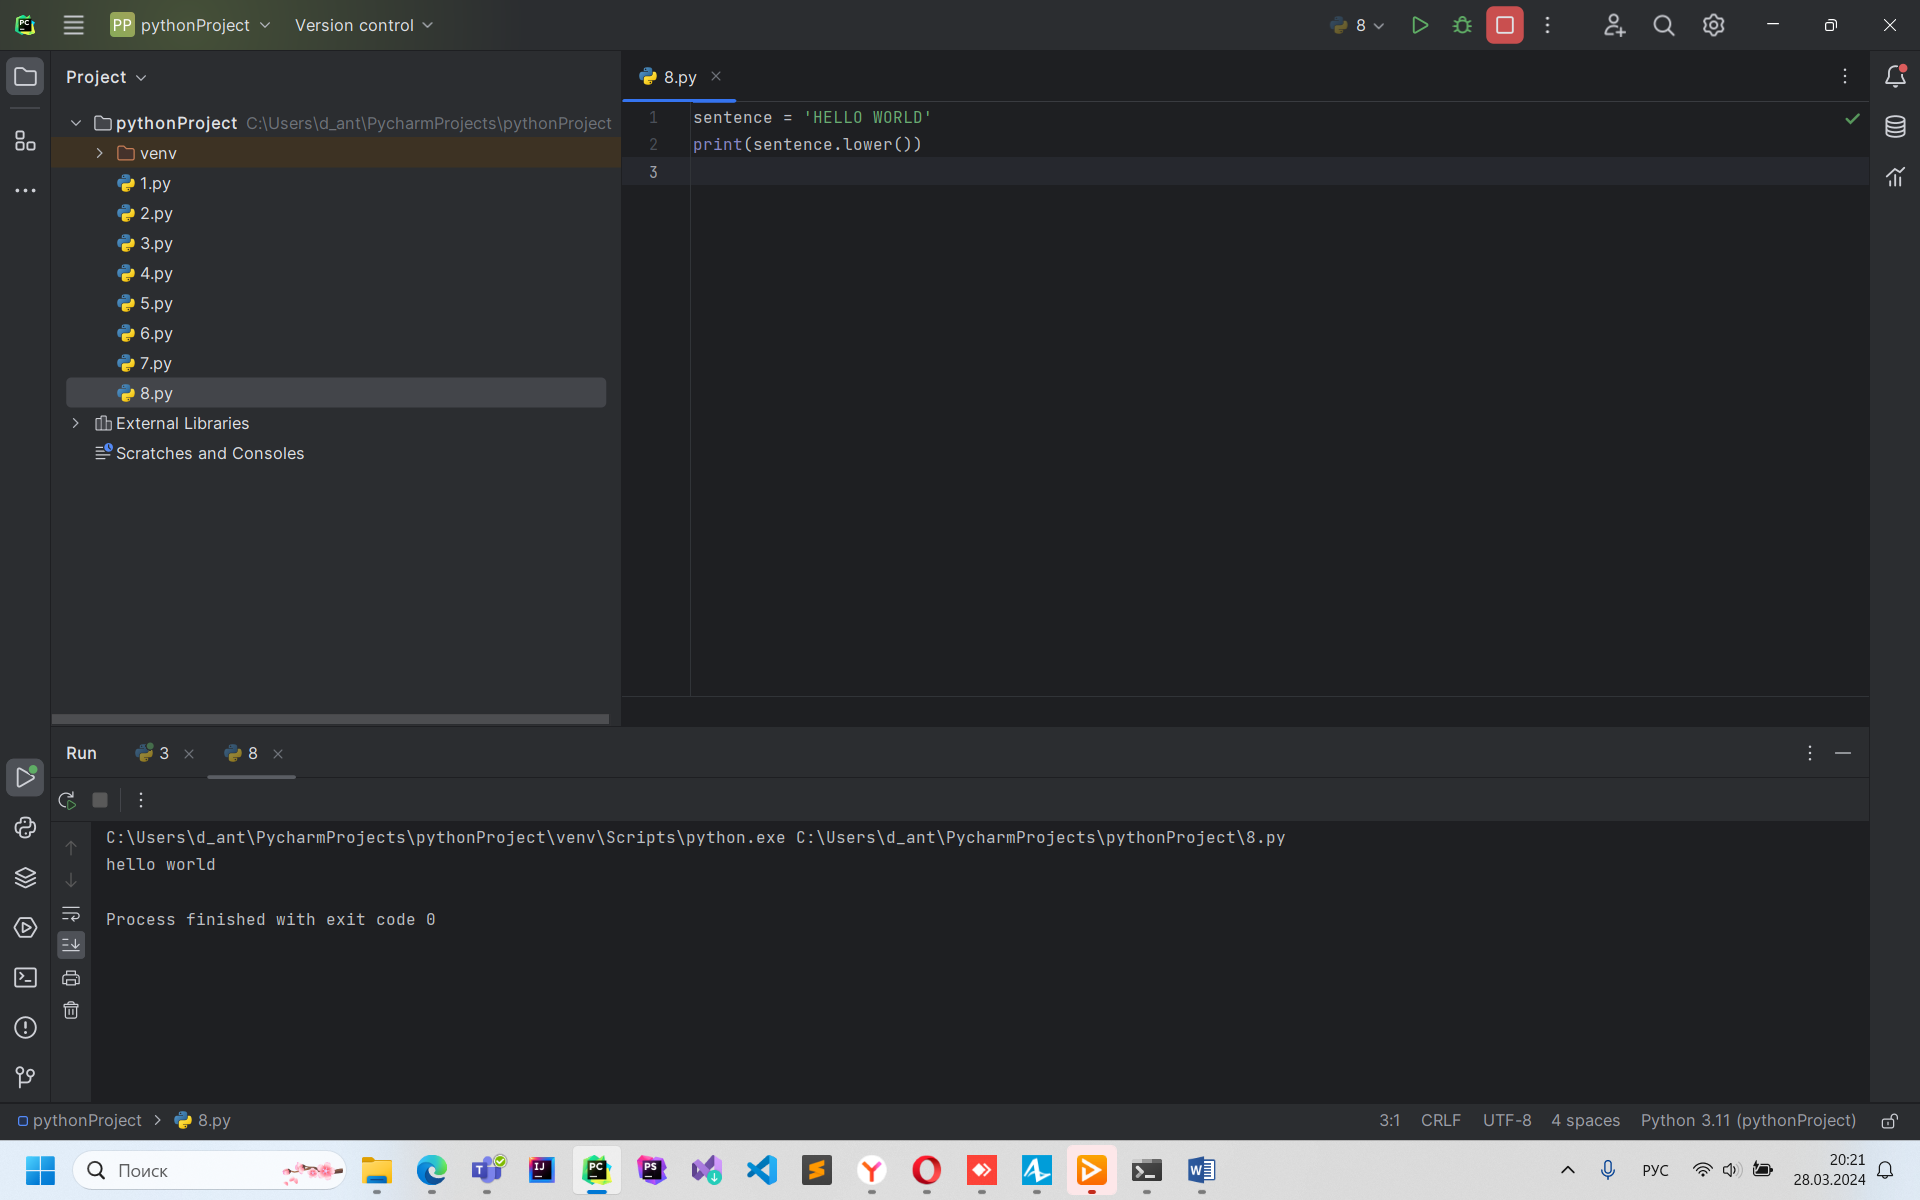 PP pythonProject Version control 8
Project
8.py
pythonProject C:\Users\d_ant\PycharmProjects\pythonProject
venv
1.py
2.py
3.py
4.py
5.py
6.py
7.py
8.py
External Libraries
Scratches and Consoles
1 sentence = 'HELLO WORLD'
2 print(sentence.lower())
3
Run 3 8
C:\Users\d_ant\PycharmProjects\pythonProject\venv\Scripts\python.exe C:\Users\d_ant\PycharmProjects\pythonProject\8.py
hello world
Process finished with exit code 0
pythonProject > 8.py
3:1 CRLF UTF-8 4 spaces Python 3.11 (pythonProject)
Поиск
РУС
20:21
28.03.2024